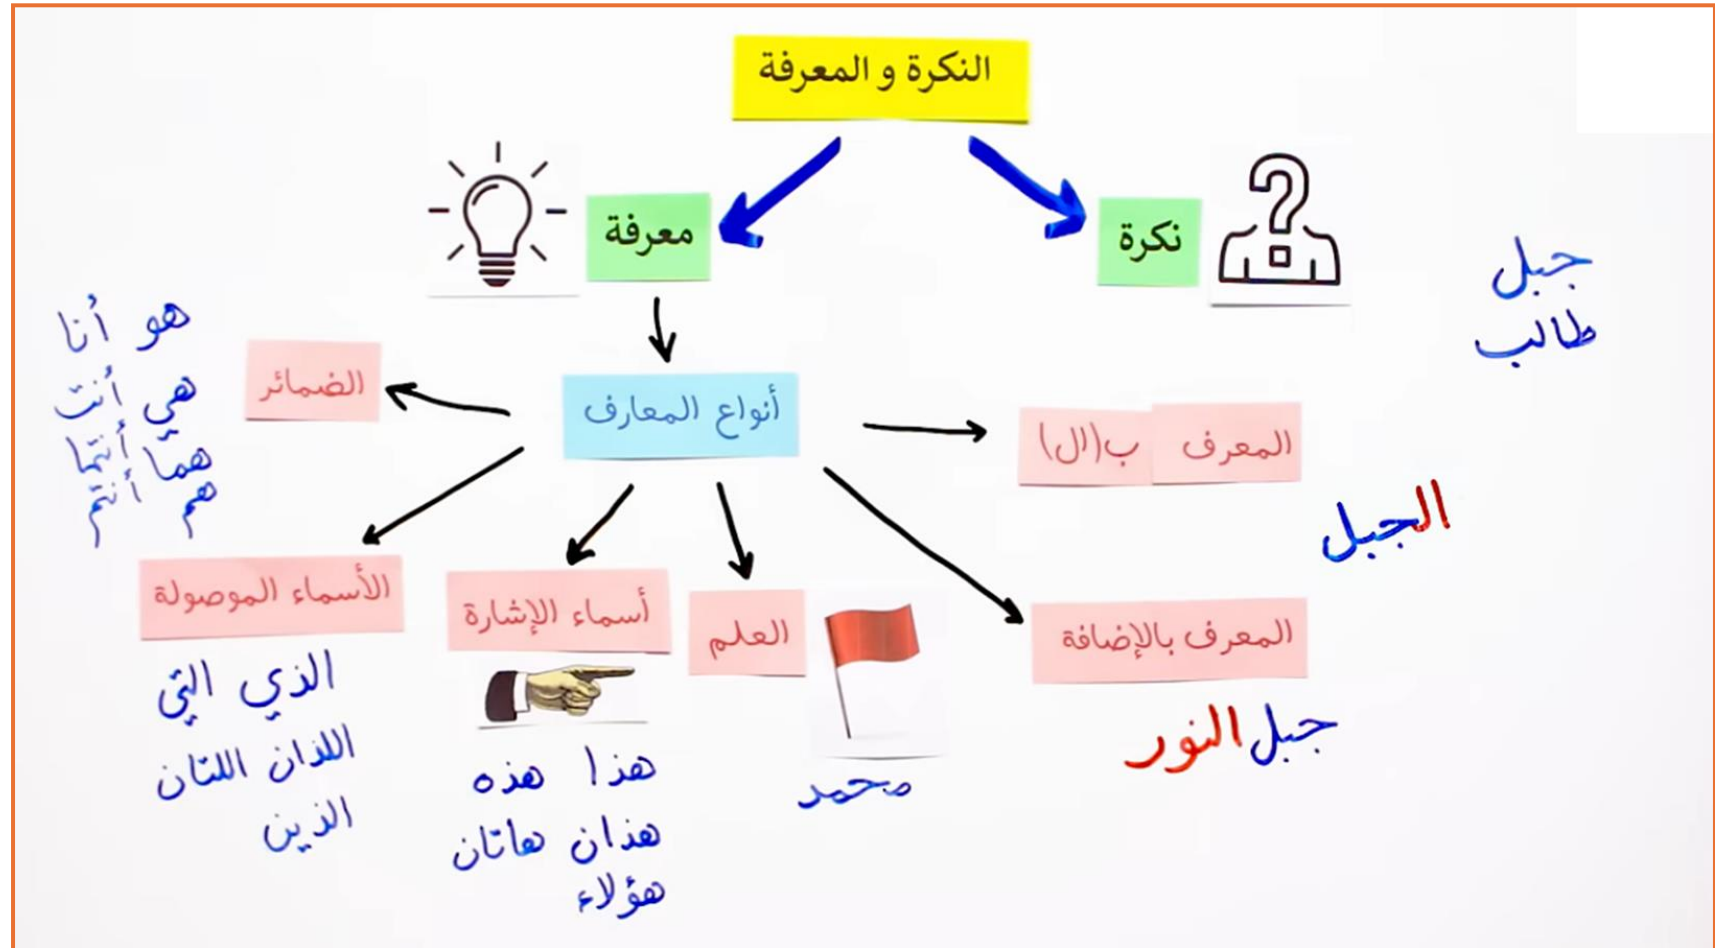 النكرة و المعرفة
نكرة
معرفة
جبل
طالب
أنواع المعارف
المعرف ب(ال)
الجبل
المعرف بالإضافة
جبل النور
العلم
محمد
أسماء الإشارة
هذا هذه
هذان هاتان
هؤلاء
الأسماء الموصولة
الذي التي
اللذان اللتان
الذين
الضمائر
هو أنا
هي أنت
هما أنتما
هم أنتم